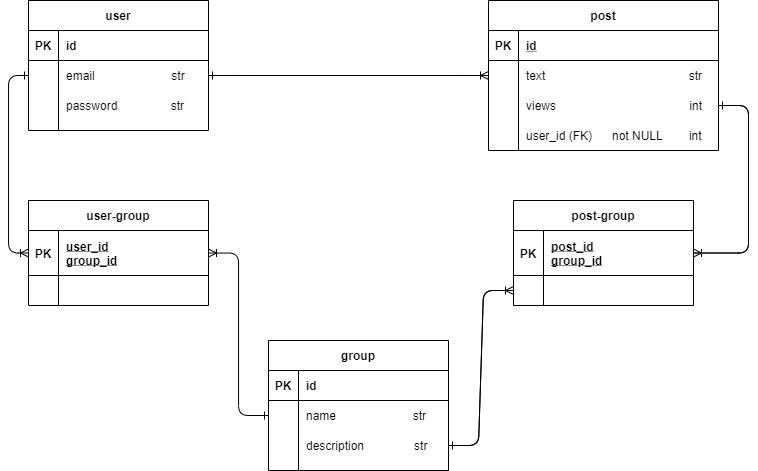 user
PK id
email str
password str
post
PK id
text str
views int
user_id (FK) not NULL int
user-group
PK user_id
group_id
post-group
PK post_id
group_id
group
PK id
name str
description str